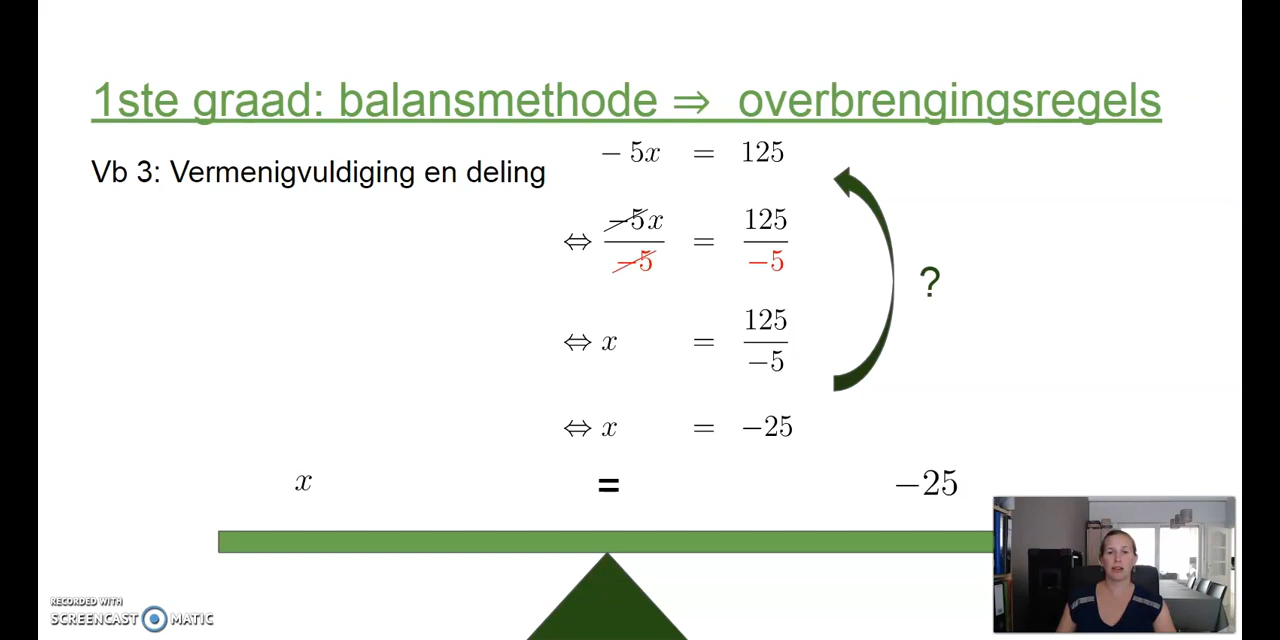 1ste graad: balansmethode ⇒ overbrengingsregels
Vb 3: Vermenigvuldiging en deling
−5x = 125
⇔ −5x/−5 = 125/−5
?
⇔ x = 125/−5
⇔ x = −25
x = −25
RECORDED WITH
SCREENCAST MATIC